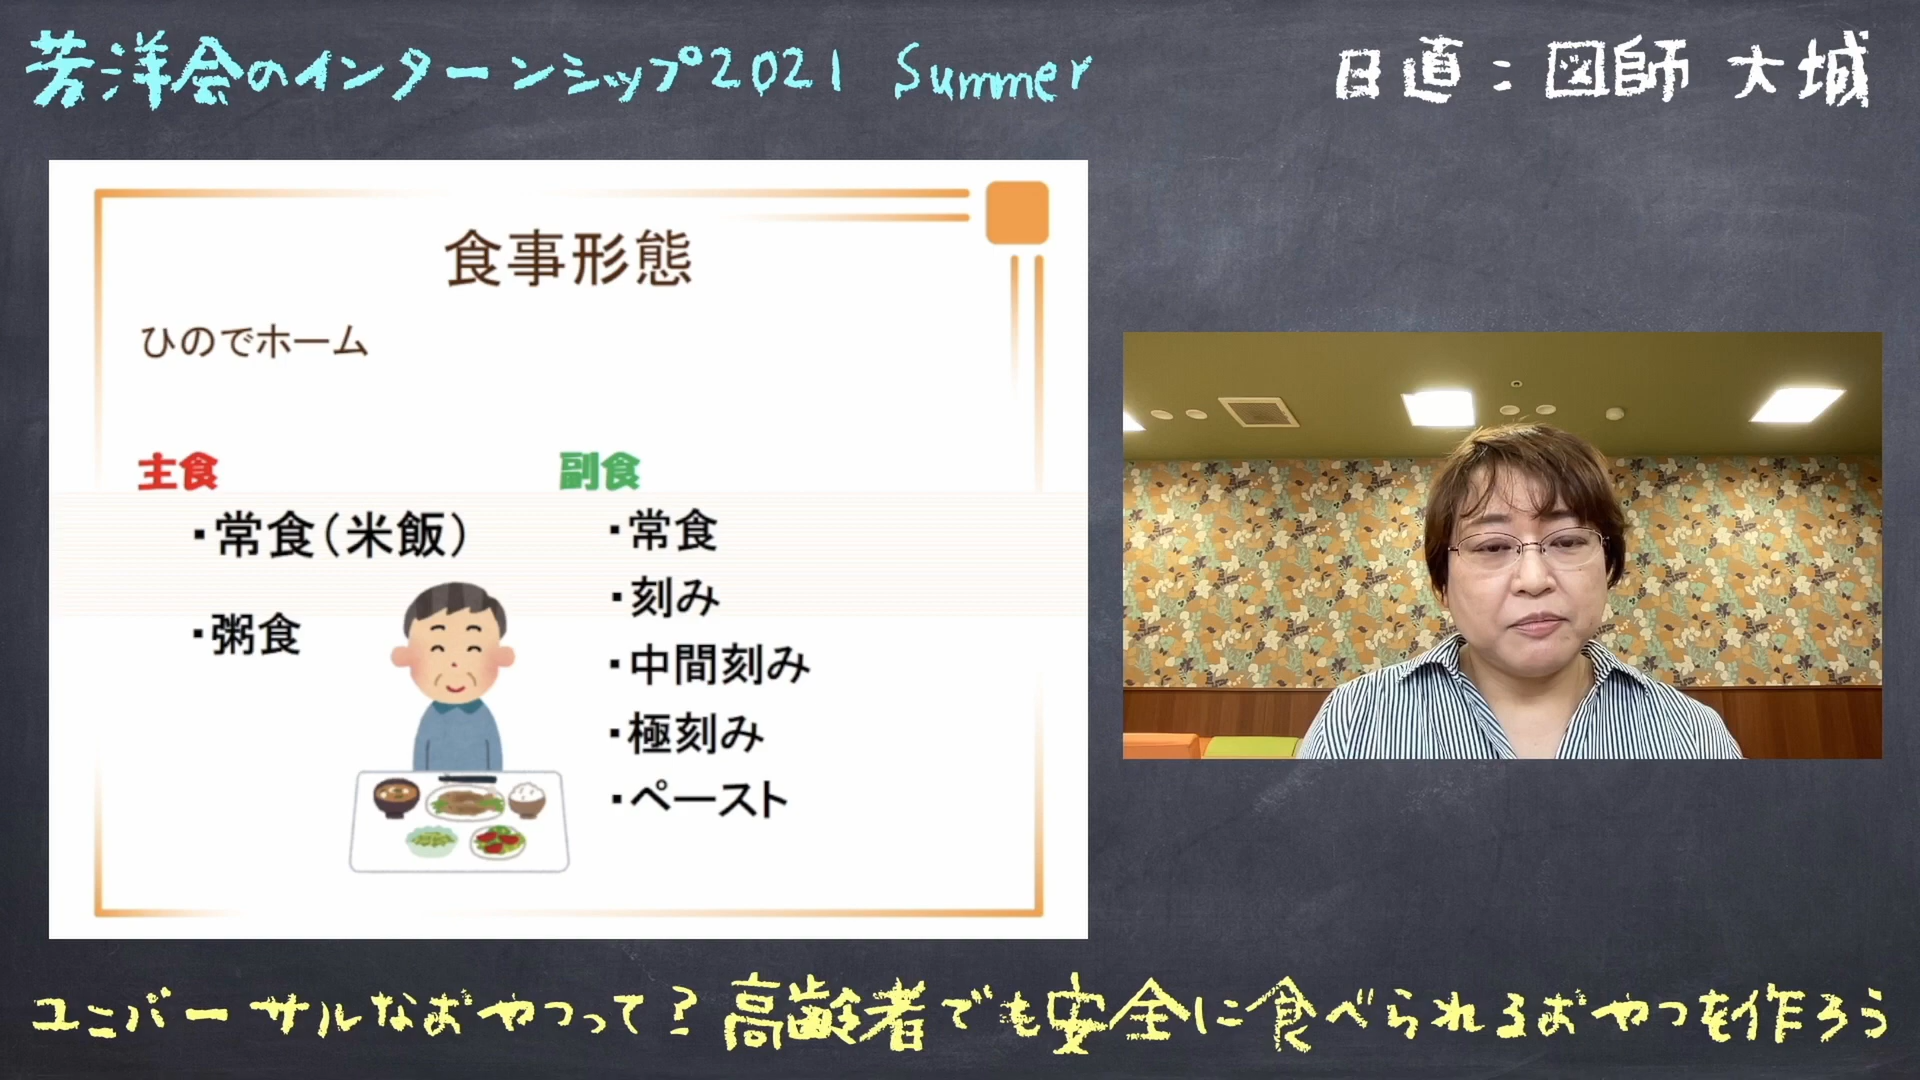 若洋会のインターンシップ2021 Summer
日直：図師 大城
食事形態
ひのでホーム
主食
・常食（米飯）
・粥食
副食
・常食
・刻み
・中間刻み
・極刻み
・ペースト
ユニバーサルなおやつって？高齢者でも安全に食べられるおやつを作ろう